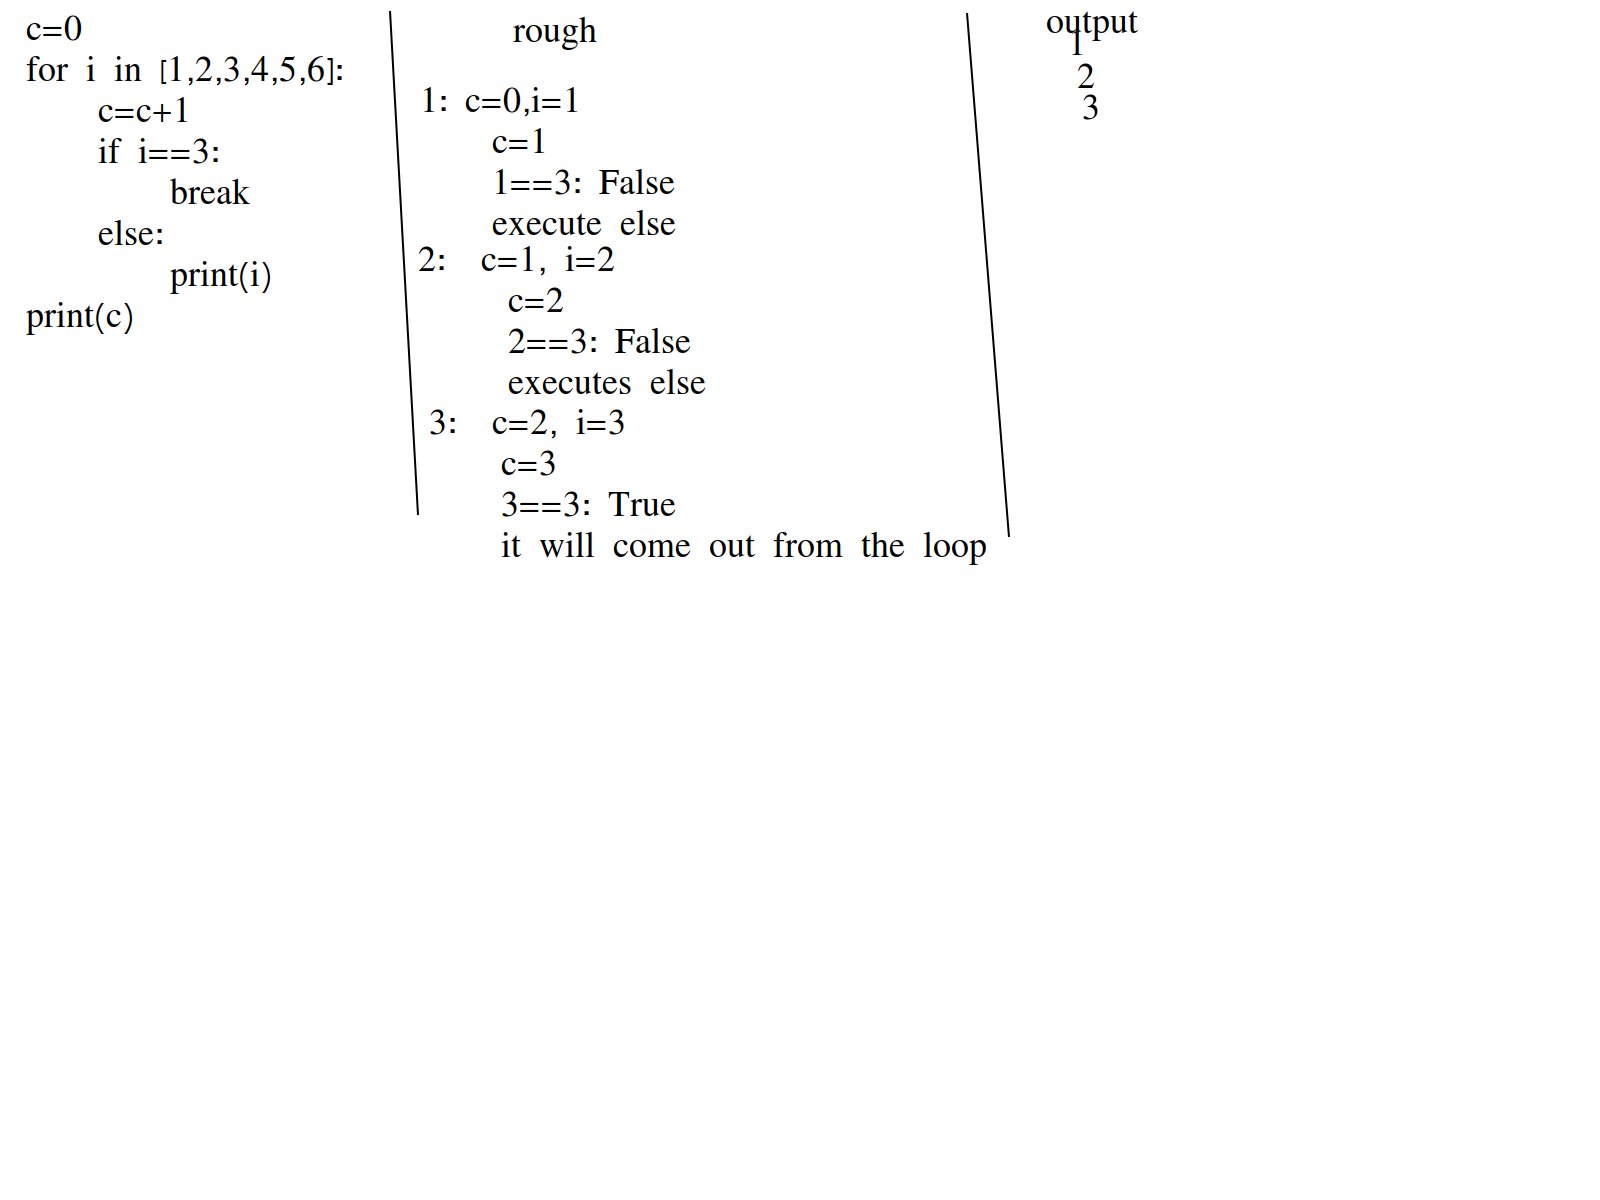 c=0
for i in [1,2,3,4,5,6]:
c=c+1
if i==3:
break
else:
print(i)
print(c)
rough
1: c=0,i=1
c=1
1==3: False
execute else
2: c=1, i=2
c=2
2==3: False
executes else
3: c=2, i=3
c=3
3==3: True
it will come out from the loop
output
1
2
3